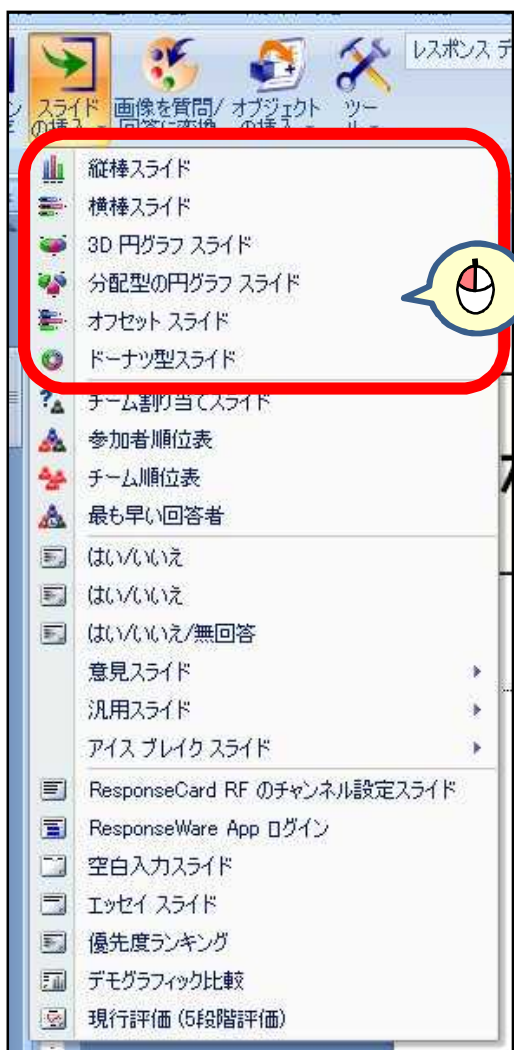 レスポンス デ
スライド 画像を質問/ オブジェクト ツー
の挿入 回答に変換 の挿入 ル
縦棒スライド
横棒スライド
3D 円グラフ スライド
分配型の円グラフ スライド
オフセット スライド
ドーナツ型スライド
チーム割り当てスライド
参加者順位表
チーム順位表
最も早い回答者
はい/いいえ
はい/いいえ
はい/いいえ/無回答
意見スライド
汎用スライド
アイス ブレイク スライド
ResponseCard RF のチャンネル設定スライド
ResponseWare App ログイン
空白入力スライド
エッセイ スライド
優先度ランキング
デモグラフィック比較
現行評価 (5段階評価)